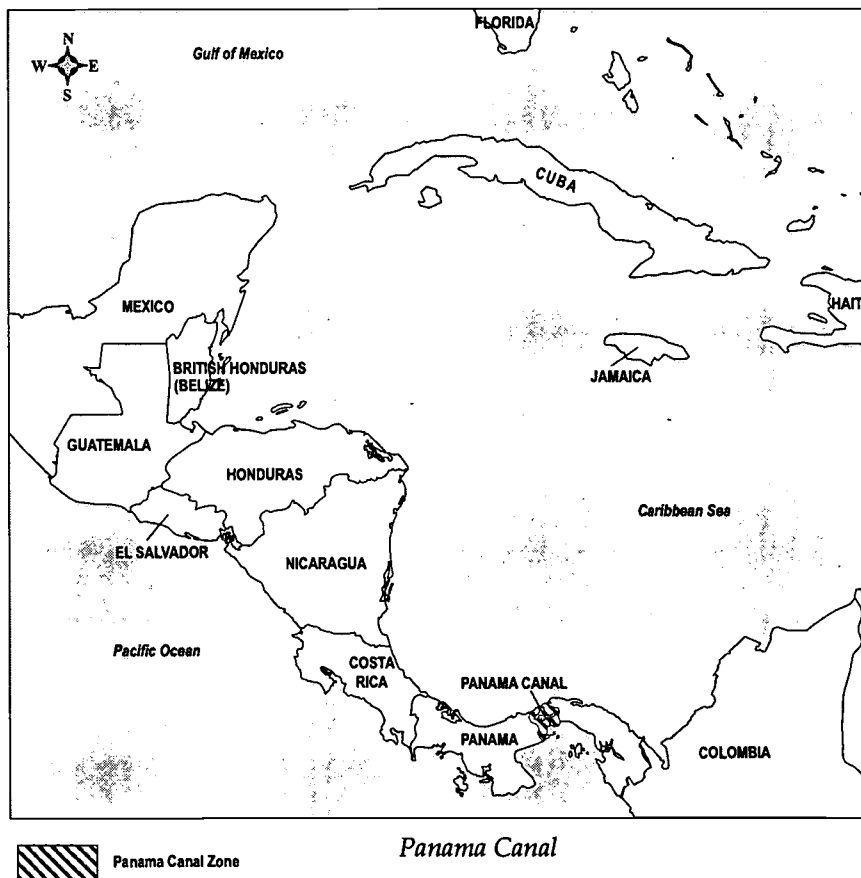 FLORIDA
Gulf of Mexico
N
W E
S
CUBA
MEXICO
HAIT
BRITISH HONDURAS
(BELIZE)
JAMAICA
GUATEMALA
HONDURAS
Caribbean Sea
EL SALVADOR
NICARAGUA
Pacific Ocean
COSTA
RICA
PANAMA CANAL
PANAMA
COLOMBIA
Panama Canal Zone
Panama Canal